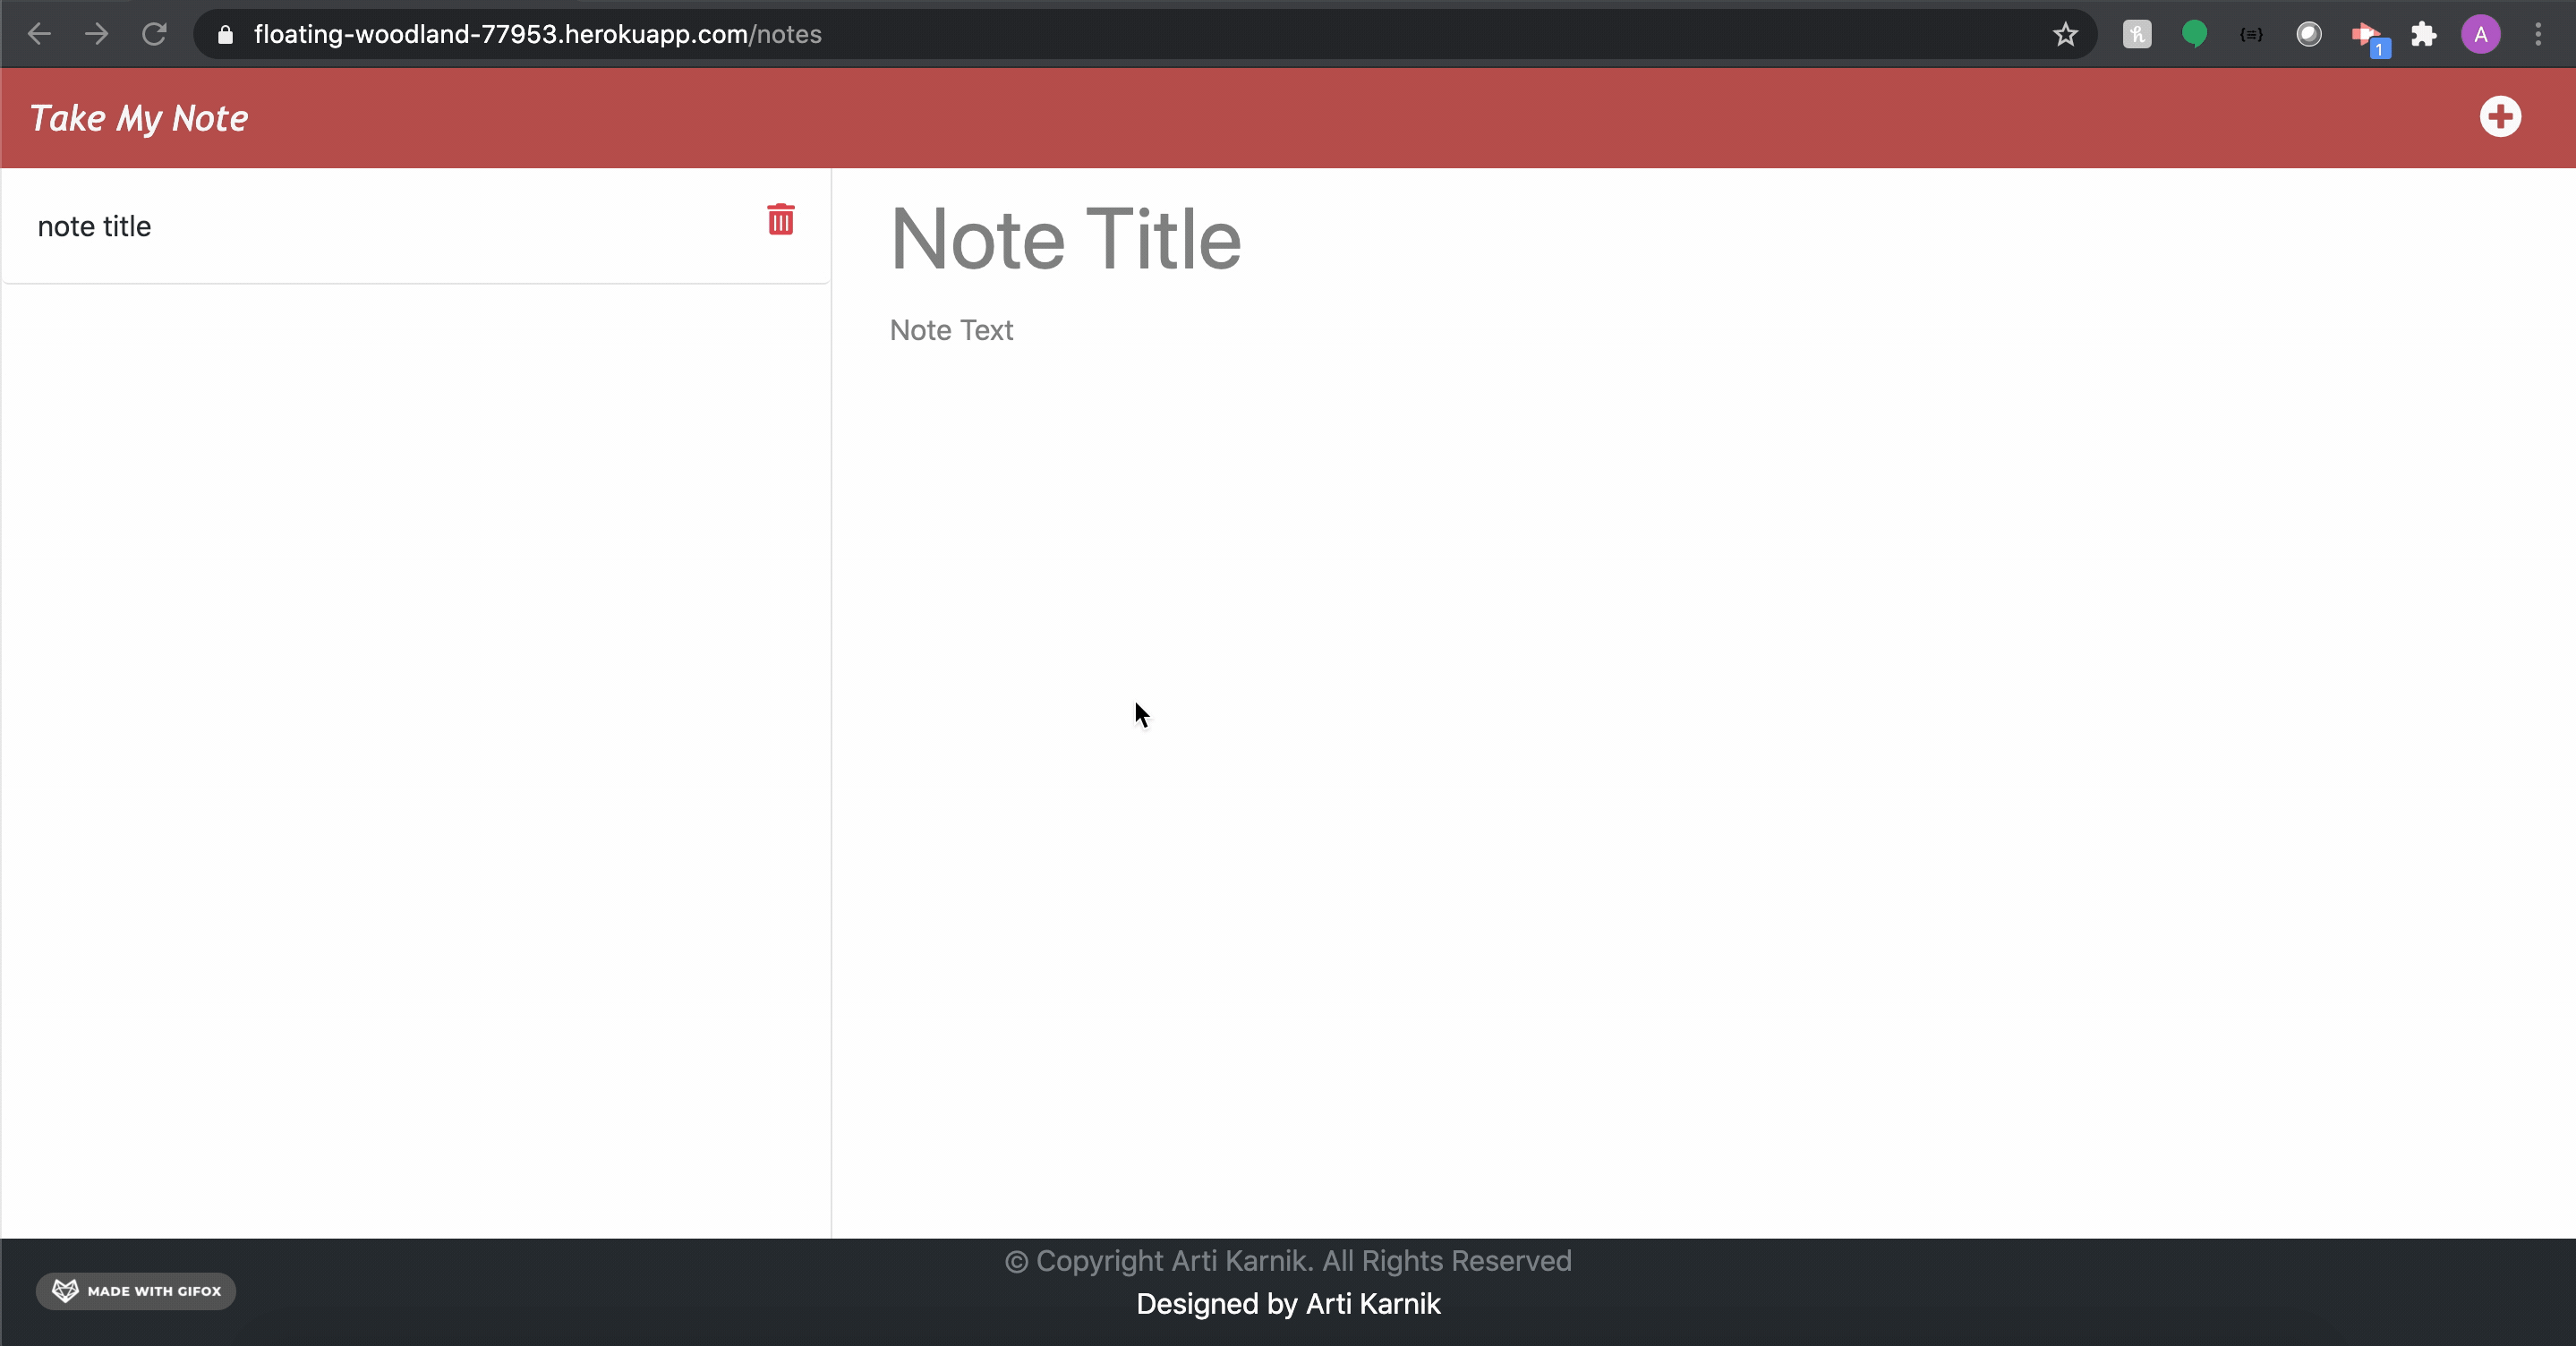 floating-woodland-77953.herokuapp.com/notes
1
A
Take My Note
note title
Note Title
Note Text
© Copyright Arti Karnik. All Rights Reserved
MADE WITH GIFOX
Designed by Arti Karnik